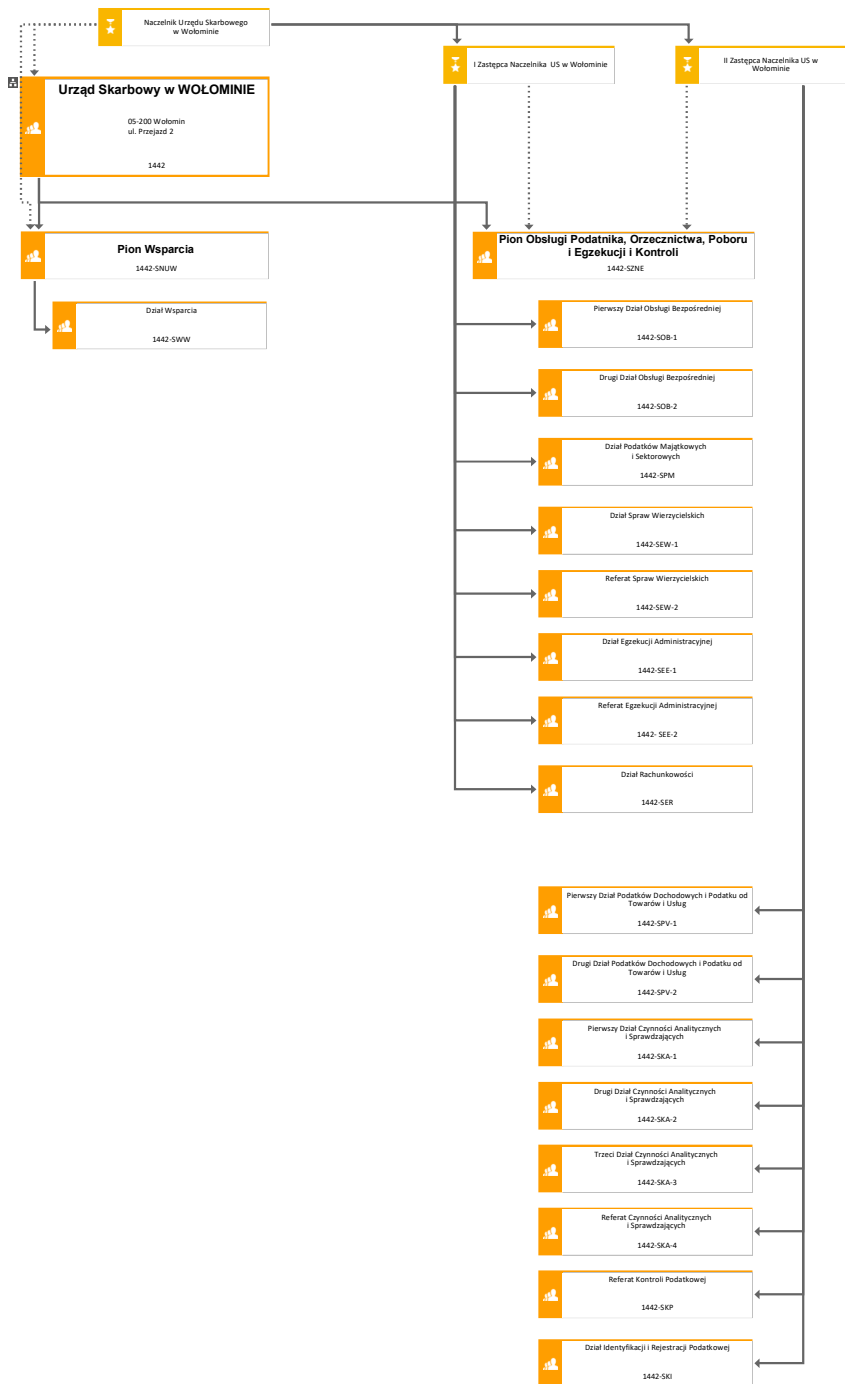 Naczelnik Urzędu Skarbowego
w Wołominie
I Zastępca Naczelnika US w Wołominie
II Zastępca Naczelnika US w
Wołominie
Urząd Skarbowy w WOŁOMINIE
05-200 Wołomin
ul. Przejazd 2
1442
Pion Wsparcia
1442-SNUW
Pion Obsługi Podatnika, Orzecznictwa, Poboru
i Egzekucji i Kontroli
1442-SZNE
Dział Wsparcia
1442-SWW
Pierwszy Dział Obsługi Bezpośredniej
1442-SOB-1
Drugi Dział Obsługi Bezpośredniej
1442-SOB-2
Dział Podatków Majątkowych
i Sektorowych
1442-SPM
Dział Spraw Wierzycielskich
1442-SEW-1
Referat Spraw Wierzycielskich
1442-SEW-2
Dział Egzekucji Administracyjnej
1442-SEE-1
Referat Egzekucji Administracyjnej
1442- SEE-2
Dział Rachunkowości
1442-SER
Pierwszy Dział Podatków Dochodowych i Podatku od
Towarów i Usług
1442-SPV-1
Drugi Dział Podatków Dochodowych i Podatku od
Towarów i Usług
1442-SPV-2
Pierwszy Dział Czynności Analitycznych
i Sprawdzających
1442-SKA-1
Drugi Dział Czynności Analitycznych
i Sprawdzających
1442-SKA-2
Trzeci Dział Czynności Analitycznych
i Sprawdzających
1442-SKA-3
Referat Czynności Analitycznych
i Sprawdzających
1442-SKA-4
Referat Kontroli Podatkowej
1442-SKP
Dział Identyfikacji i Rejestracji Podatkowej
1442-SKI